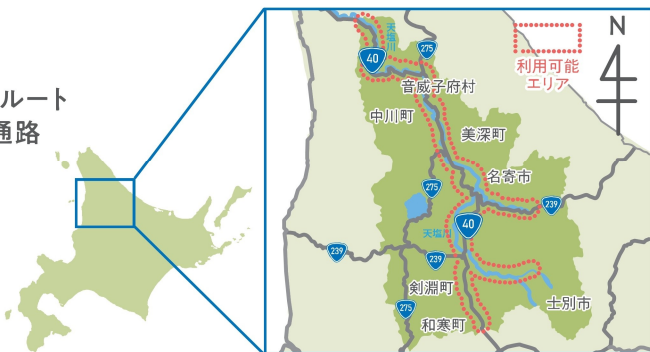 ルート
通路
N
利用可能
エリア
天塩川
40
275
音威子府村
中川町
美深町
名寄市
275
239
40
天塩川
239
239
剣淵町
士別市
275
和寒町